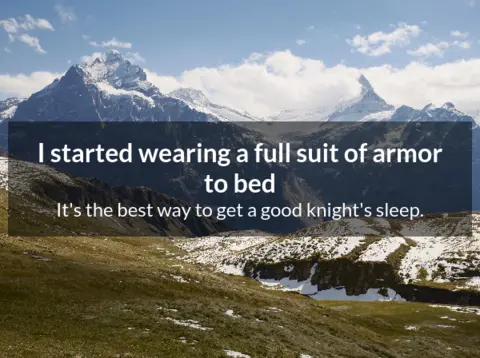 I started wearing a full suit of armor
to bed
It's the best way to get a good knight's sleep.